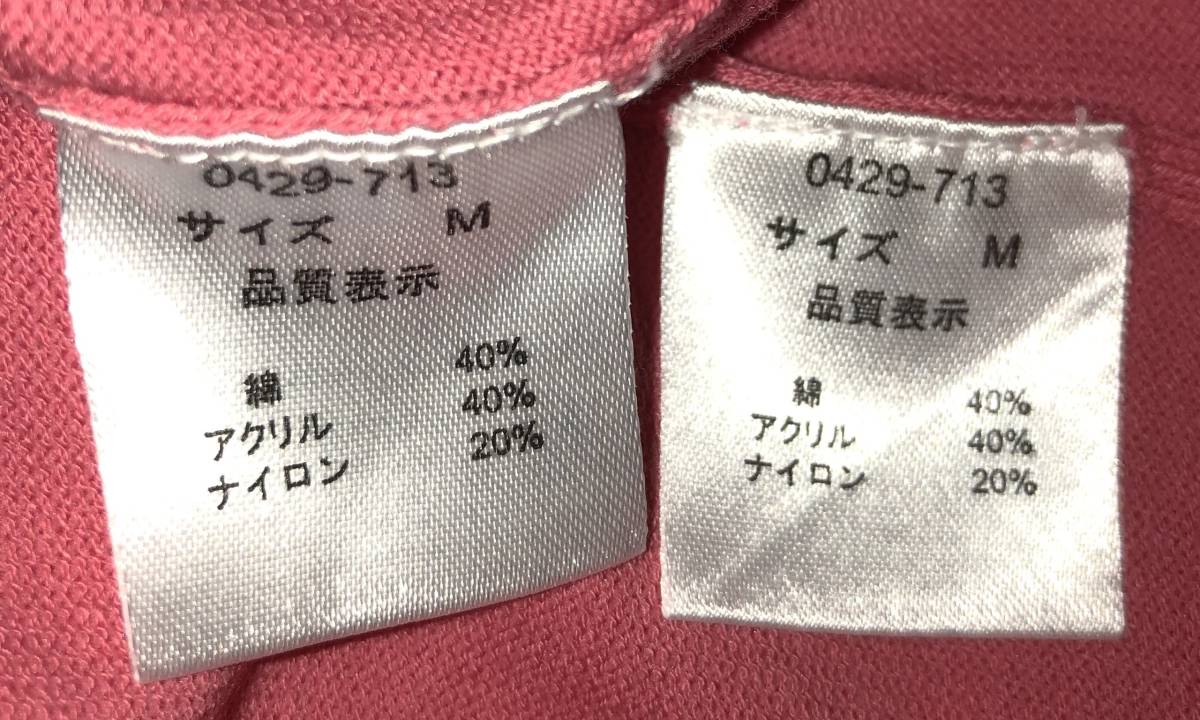 0429-713
サイズ M
品質表示
綿 40%
アクリル 40%
ナイロン 20%
0429-713
サイズ M
品質表示
綿 40%
アクリル 40%
ナイロン 20%